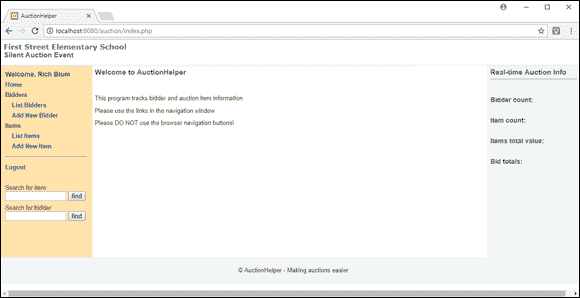 AuctionHelper
localhost:8080/auction/index.php
First Street Elementary School
Silent Auction Event
Welcome, Rich Blum
Home
Bidders
List Bidders
Add New Bidder
Items
List Items
Add New Item
Logout
Search for item
find
Search for bidder
find
Welcome to AuctionHelper
This program tracks bidder and auction item information
Please use the links in the navigation window
Please DO NOT use the browser navigation buttons!
Real-time Auction Info
Bidder count:
Item count:
Items total value:
Bid totals:
© AuctionHelper - Making auctions easier